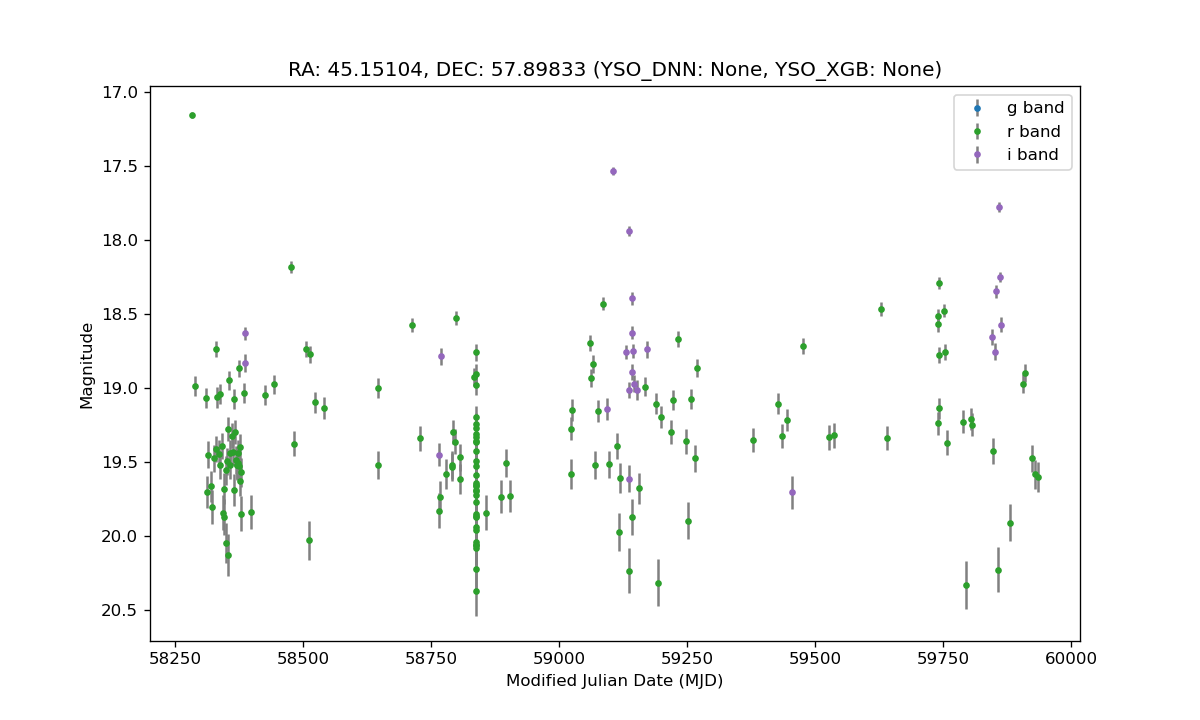 RA: 45.15104, DEC: 57.89833 (YSO_DNN: None, YSO_XGB: None)
g band
r band
i band
Magnitude
17.0
17.5
18.0
18.5
19.0
19.5
20.0
20.5
58250 58500 58750 59000 59250 59500 59750 60000
Modified Julian Date (MJD)